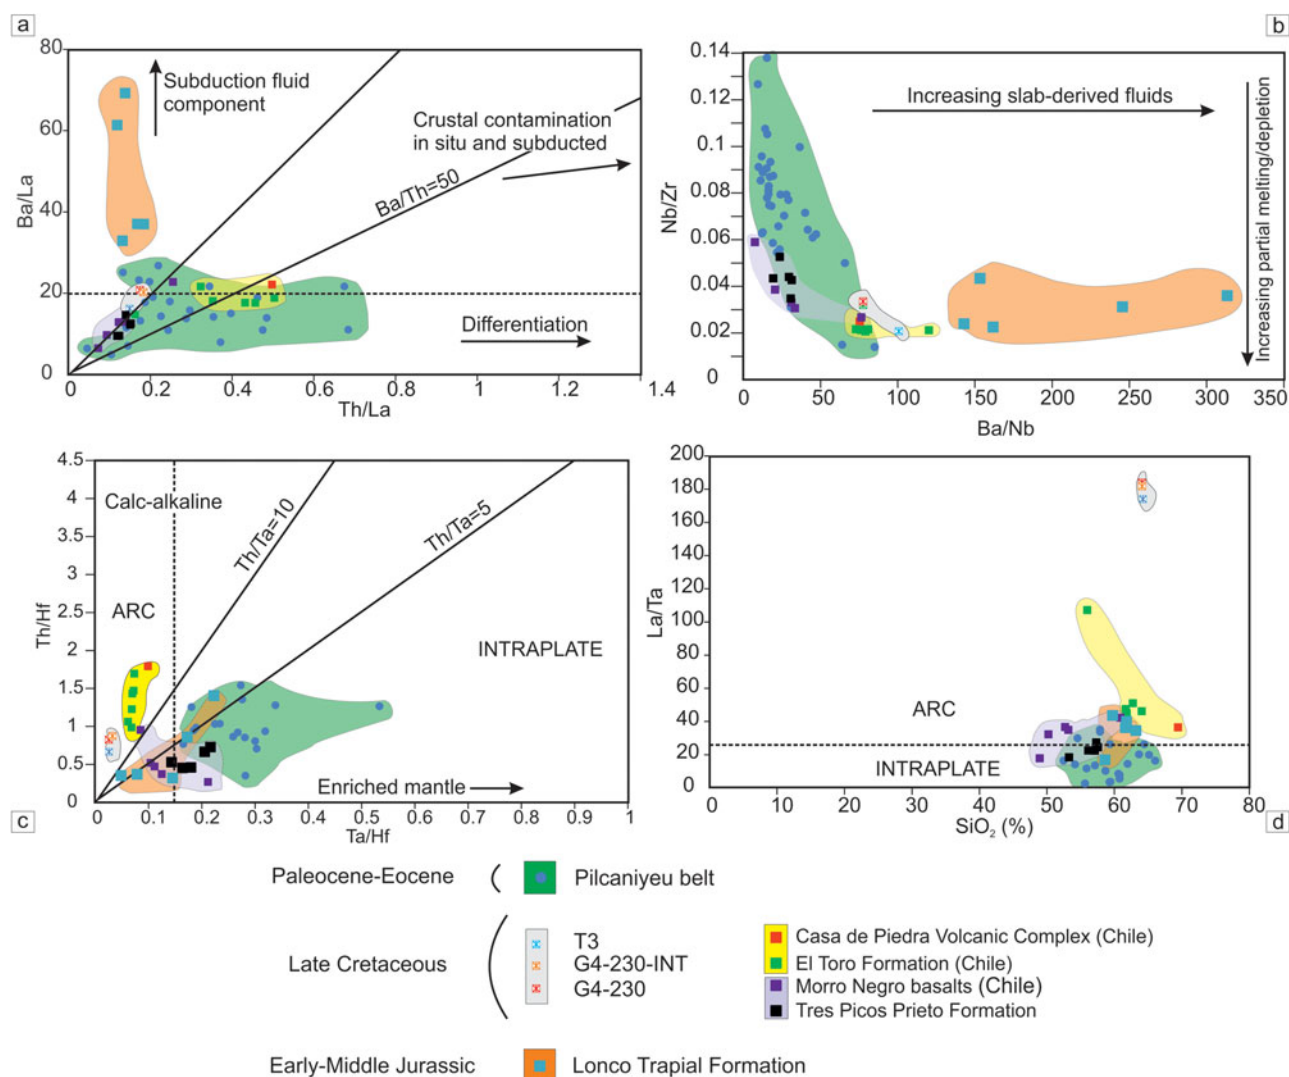 a
80
60
40
20
0
Ba/La
Subduction fluid
component
Crustal contamination
in situ and subducted
Ba/Th=50
Differentiation
0
0.2
0.4
0.6
0.8
1
1.2
1.4
Th/La
b
0.14
0.12
0.1
0.08
0.06
0.04
0.02
0
Nb/Zr
Increasing slab-derived fluids
Increasing partial melting/depletion
0
50
100
150
200
250
300
350
Ba/Nb
4.5
4
3.5
3
2.5
2
1.5
1
0.5
0
Th/Hf
Calc-alkaline
Th/Ta=10
Th/Ta=5
ARC
INTRAPLATE
Enriched mantle
0
0.1
0.2
0.3
0.4
0.5
0.6
0.7
0.8
0.9
1
Ta/Hf
c
200
180
160
140
120
100
80
60
40
20
0
La/Ta
ARC
INTRAPLATE
0
10
20
30
40
50
60
70
80
SiO₂ (%)
d
Paleocene-Eocene
Pilcaniyeu belt
Late Cretaceous
T3
G4-230-INT
G4-230
Casa de Piedra Volcanic Complex (Chile)
El Toro Formation (Chile)
Morro Negro basalts (Chile)
Tres Picos Prieto Formation
Early-Middle Jurassic
Lonco Trapial Formation